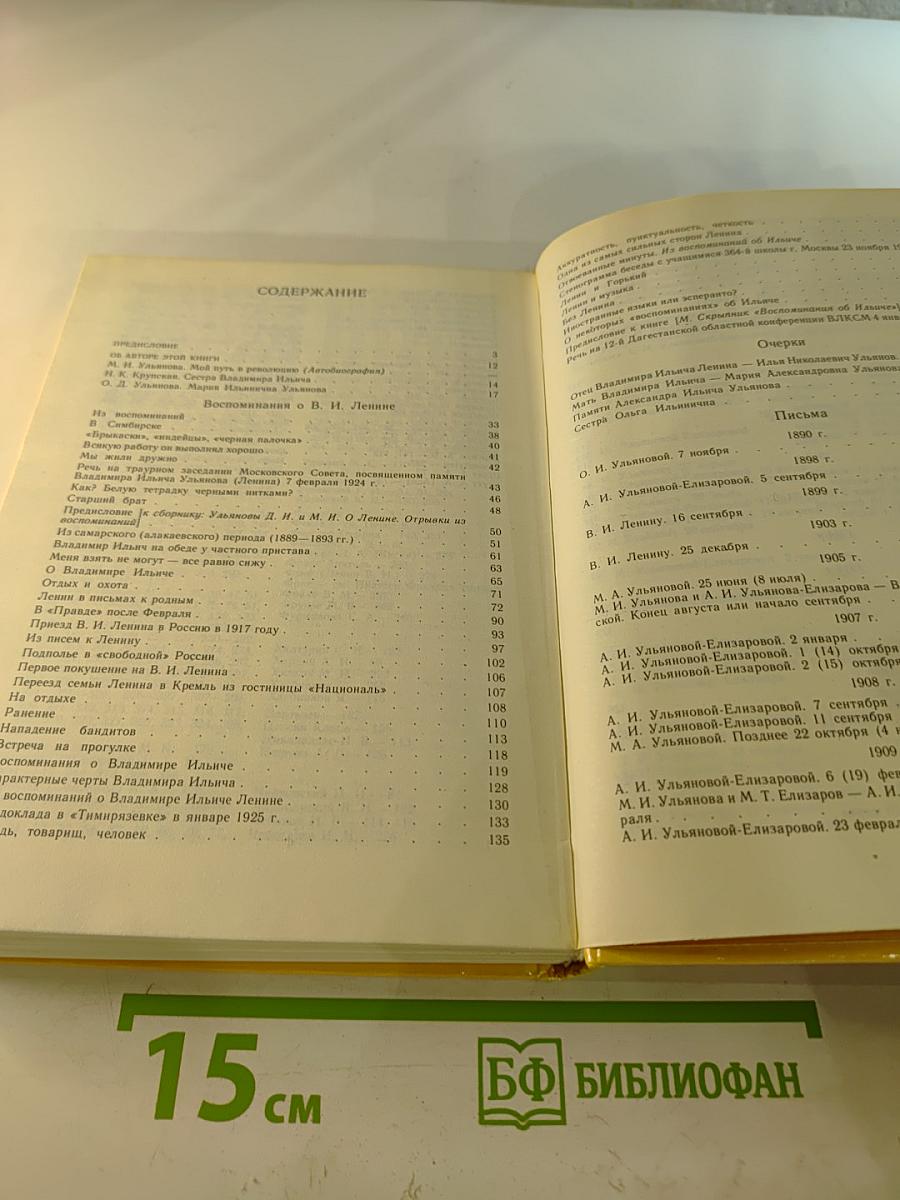 СОДЕРЖАНИЕ
ПРЕДИСЛОВИЕ
ОБ АВТОРЕ ЭТОЙ КНИГИ 3
М. И. Ульянова. Мой путь в революцию (Автобиография) 12
Н. К. Крупская. Сестра Владимира Ильича —
О. Д. Ульянова. Мария Ильинична Ульянова 14
17
Воспоминания о В. И. Ленине
Из воспоминаний
В Симбирске 33
«Брыкаски», «индейцы», «черная палочка» 38
Всякую работу он выполнял хорошо 40
Мы жили дружно 41
Речь на траурном заседании Московского Совета, посвященном памяти 42
Владимира Ильича Ульянова (Ленина) 7 февраля 1924 г.
Как? Белую тетрадку черными нитками? 43
Старший брат 46
Предисловие [к сборнику: Ульяновы Д. И. и М. И. О Ленине. Отрывки из 48
воспоминаний]
Из самарского (алакаевского) периода (1889—1893 гг.) 50
Владимир Ильич на обеде у частного пристава 51
Меня взять не могут — все равно сижу 61
О Владимире Ильиче 63
Отдых и охота 65
Ленин в письмах к родным 71
В «Правде» после Февраля 72
Приезд В. И. Ленина в Россию в 1917 году 90
Из писем к Ленину 93
Подполье в «свободной» России 97
Первое покушение на В. И. Ленина 102
Переезд семьи Ленина в Кремль из гостиницы «Националь» 106
На отдыхе 107
Ранение 108
Нападение бандитов 110
Встреча на прогулке 113
воспоминания о Владимире Ильиче 118
арактерные черты Владимира Ильича 119
воспоминаний о Владимире Ильиче Ленине 128
доклада в «Тимирязевке» в январе 1925 г. 130
дь, товарищ, человек 133
135
Аккуратность, пунктуальность, четкость
Одна из самых сильных сторон Ленина
Отвоеванные минуты. Из воспоминаний об Ильиче
Стенограмма беседы с учащимися 364-й школы г. Москвы 23 ноября 19
Ленин и Горький
Ленин и музыка
Без Ленина
Иностранные языки или эсперанто?
О некоторых «воспоминаниях» об Ильиче
Предисловие к книге [М. Скрыпник «Воспоминания об Ильиче»]
Речь на 12-й Дагестанской областной конференции ВЛКСМ 4 янв
Очерки
Отец Владимира Ильича Ленина — Илья Николаевич Ульянов
Мать Владимира Ильича — Мария Александровна Ульянова
Памяти Александра Ильича Ульянова
Сестра Ольга Ильинична
Письма
1890 г.
О. И. Ульяновой. 7 ноября
1898 г.
А. И. Ульяновой-Елизаровой. 5 сентября
1899 г.
В. И. Ленину. 16 сентября
1903 г.
В. И. Ленину. 25 декабря
1905 г.
М. А. Ульяновой. 25 июня (8 июля)
М. И. Ульянова и А. И. Ульянова-Елизарова — В
ской. Конец августа или начало сентября
1907 г.
А. И. Ульяновой-Елизаровой. 2 января
А. И. Ульяновой-Елизаровой. 1 (14) октября
А. И. Ульяновой-Елизаровой. 2 (15) октября
1908 г.
А. И. Ульяновой-Елизаровой. 7 сентября
А. И. Ульяновой-Елизаровой. 11 сентября
М. А. Ульяновой. Позднее 22 октября (4 н
1909
А. И. Ульяновой-Елизаровой. 6 (19) фев
М. И. Ульянова и М. Т. Елизаров — А. И.
раля
А. И. Ульяновой-Елизаровой. 23 феврал
15 см
БФ БИБЛИОФАН